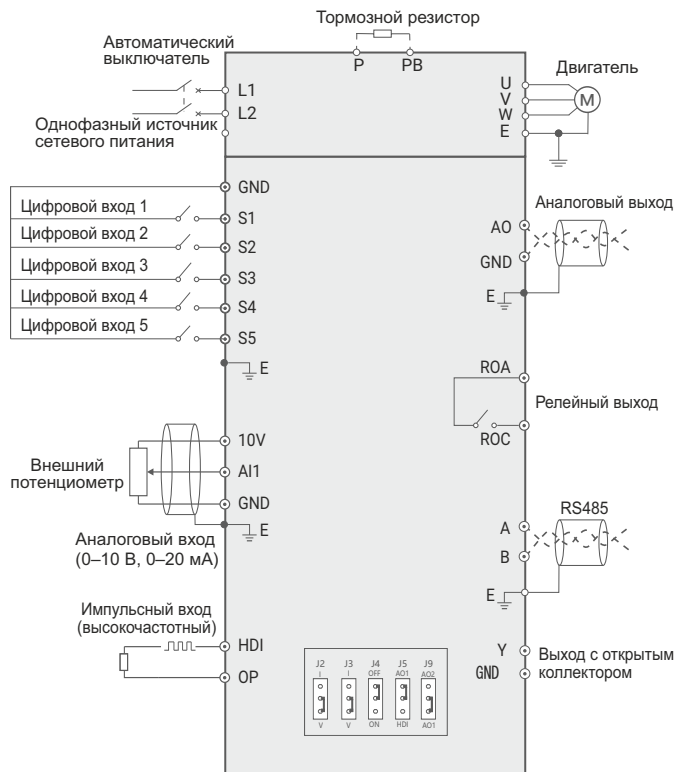 Тормозной резистор
Автоматический
выключатель
P PB
L1
L2
Однофазный источник
сетевого питания
U
V
W
E
Двигатель
M
GND
Цифровой вход 1
S1
Цифровой вход 2
S2
Цифровой вход 3
S3
Цифровой вход 4
S4
Цифровой вход 5
S5
E
Аналоговый выход
AO
GND
E
ROA
Релейный выход
ROC
10V
Внешний
потенциометр
AI1
GND
E
Аналоговый вход
(0–10 В, 0–20 мА)
RS485
A
B
E
Импульсный вход
(высокочастотный)
HDI
OP
J2 J3 J4 J5 J9
I I OFF AO1 AO2
V V ON HDI AO1
Y
GND
Выход с открытым
коллектором